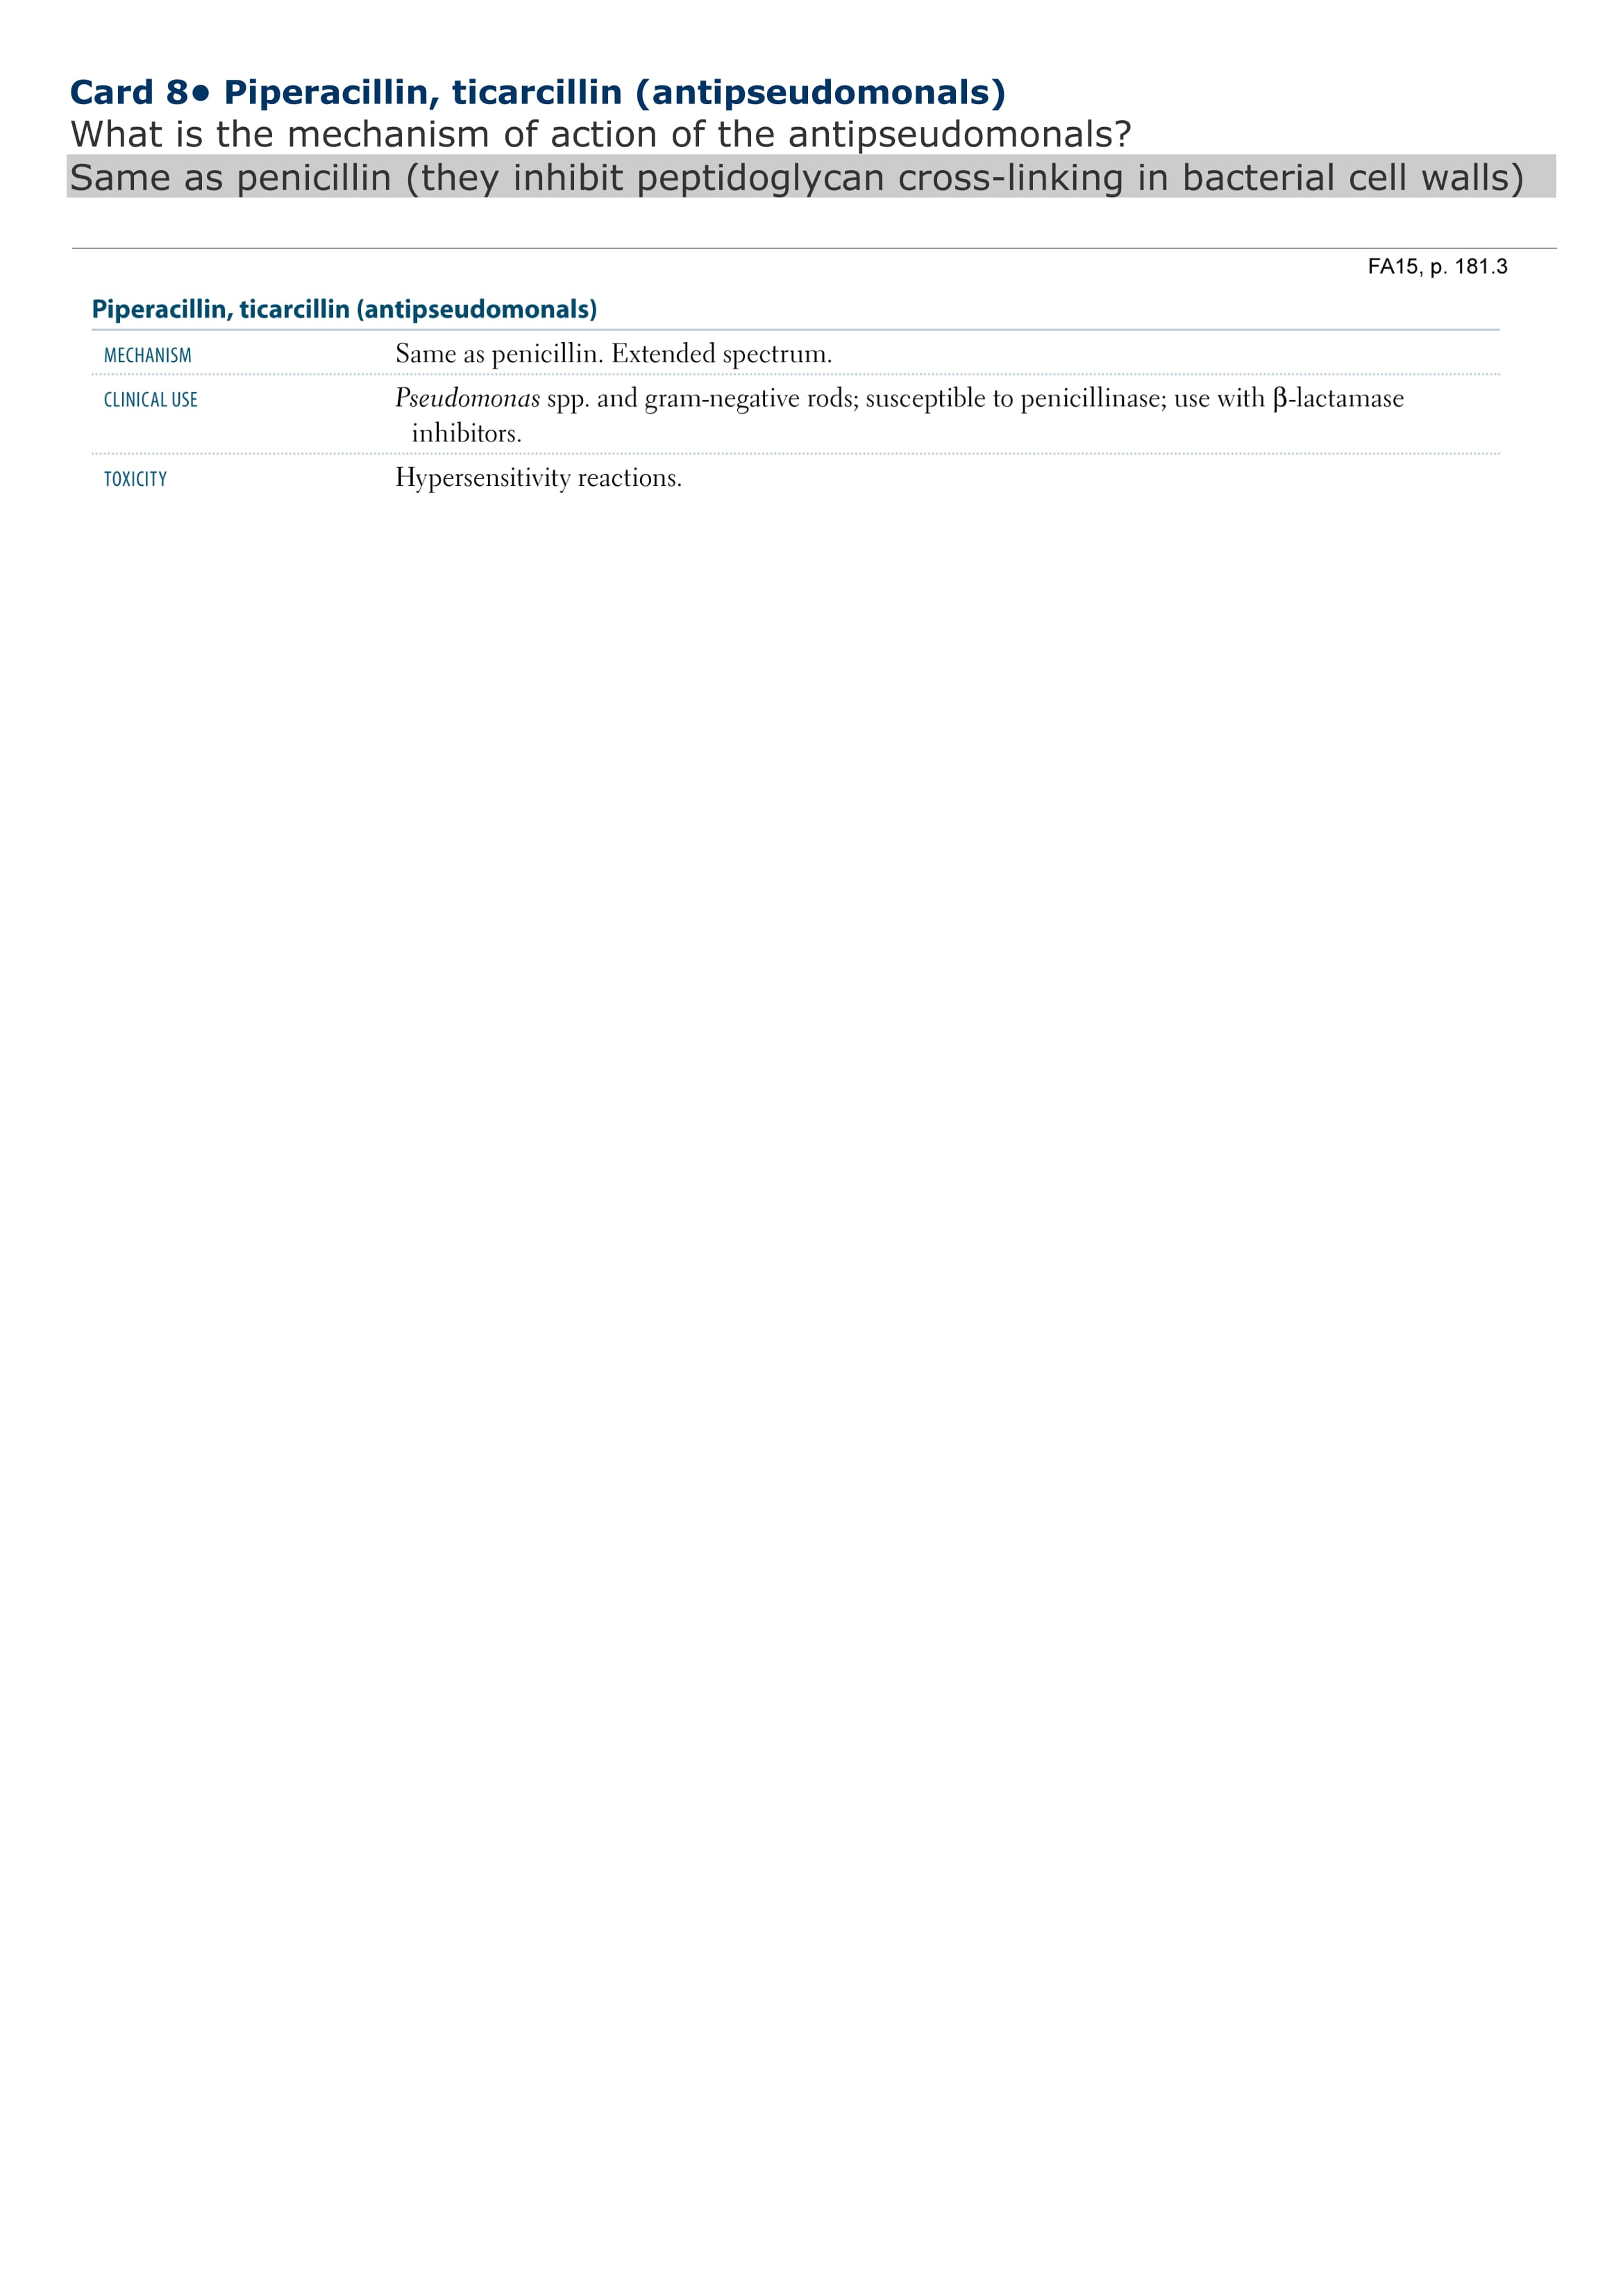 Card 8• Piperacillin, ticarcillin (antipseudomonals)
What is the mechanism of action of the antipseudomonals?
Same as penicillin (they inhibit peptidoglycan cross-linking in bacterial cell walls)
FA15, p. 181.3
Piperacillin, ticarcillin (antipseudomonals)
MECHANISM Same as penicillin. Extended spectrum.
CLINICAL USE Pseudomonas spp. and gram-negative rods; susceptible to penicillinase; use with β-lactamase
inhibitors.
TOXICITY Hypersensitivity reactions.